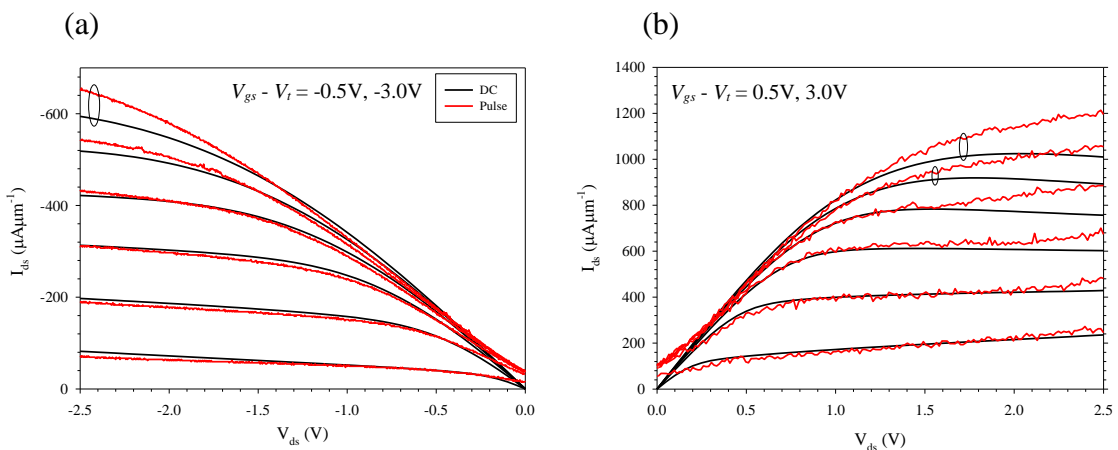 (a)
(b)
V_gs - V_t = -0.5V, -3.0V
DC
Pulse
I_ds (μAμm⁻¹)
-600
-400
-200
0
-2.5
-2.0
-1.5
-1.0
-0.5
0.0
V_ds (V)
V_gs - V_t = 0.5V, 3.0V
I_ds (μAμm⁻¹)
1400
1200
1000
800
600
400
200
0
0.0
0.5
1.0
1.5
2.0
2.5
V_ds (V)